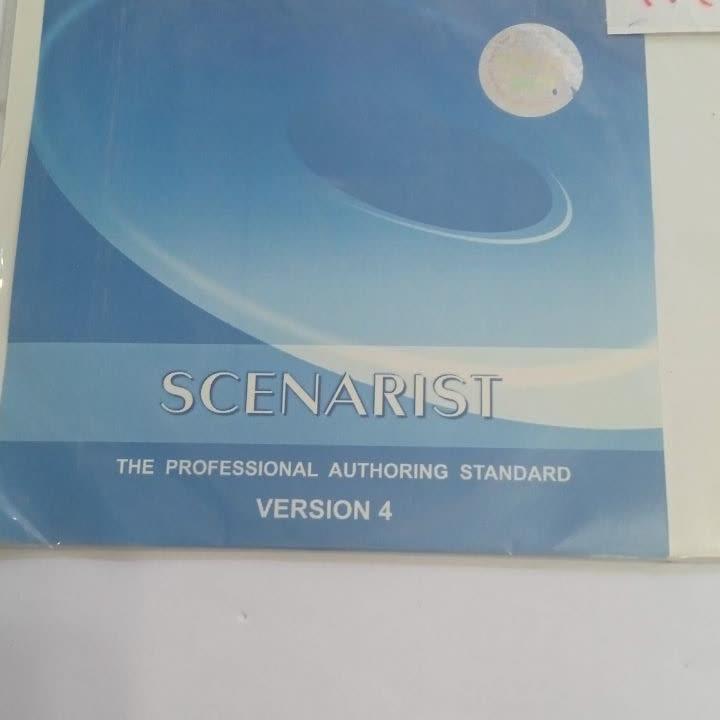 SCENARIST
THE PROFESSIONAL AUTHORING STANDARD
VERSION 4